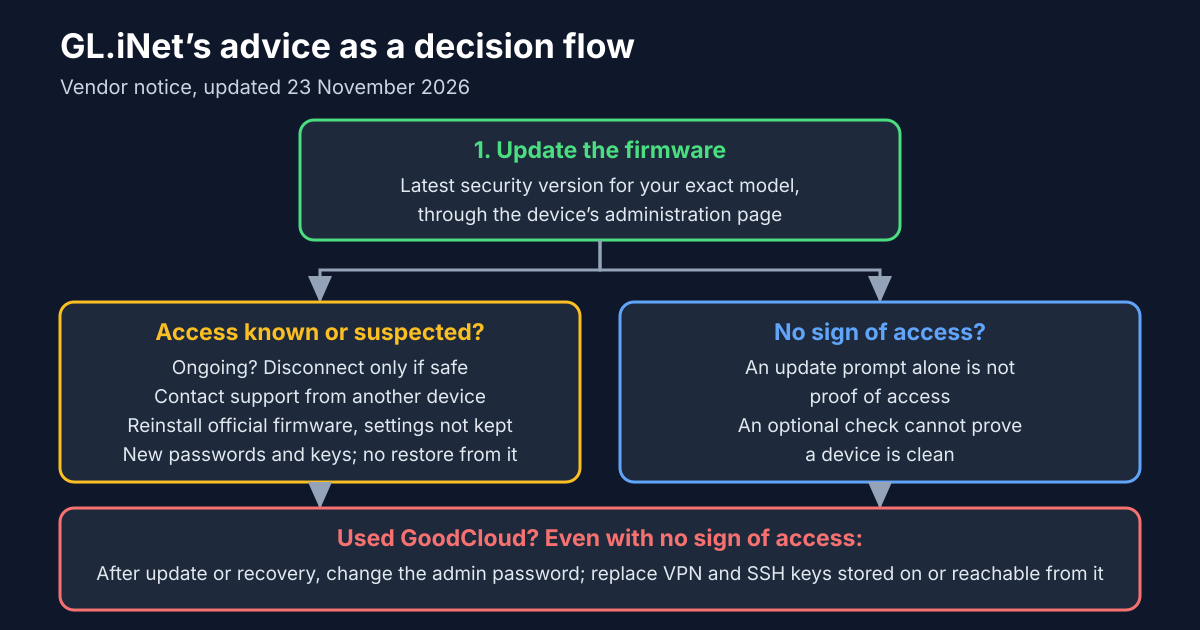 GL.iNet’s advice as a decision flow
Vendor notice, updated 23 November 2026
1. Update the firmware
Latest security version for your exact model,
through the device’s administration page
Access known or suspected?
Ongoing? Disconnect only if safe
Contact support from another device
Reinstall official firmware, settings not kept
New passwords and keys; no restore from it
No sign of access?
An update prompt alone is not
proof of access
An optional check cannot prove
a device is clean
Used GoodCloud? Even with no sign of access:
After update or recovery, change the admin password; replace VPN and SSH keys stored on or reachable from it